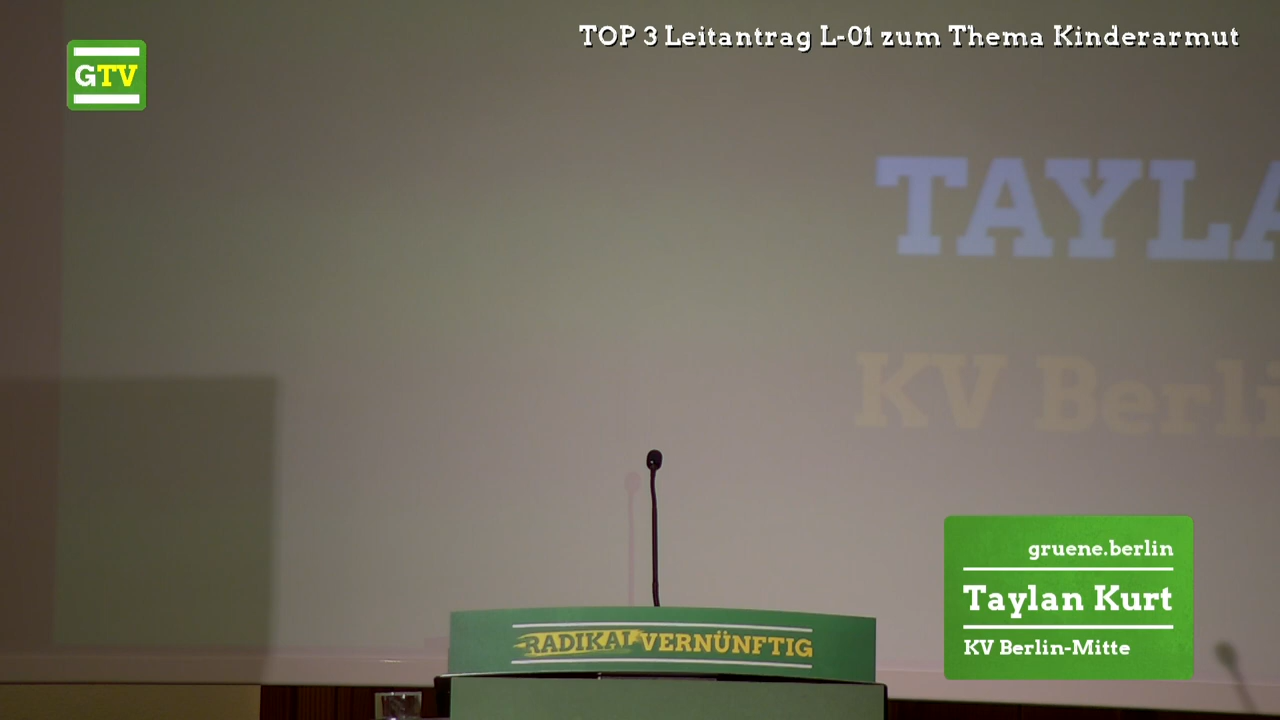 TOP 3 Leitantrag L-01 zum Thema Kinderarmut
GTV
TAYLA
KV Berli
gruene.berlin
Taylan Kurt
KV Berlin-Mitte
RADIKAL VERNÜNFTIG